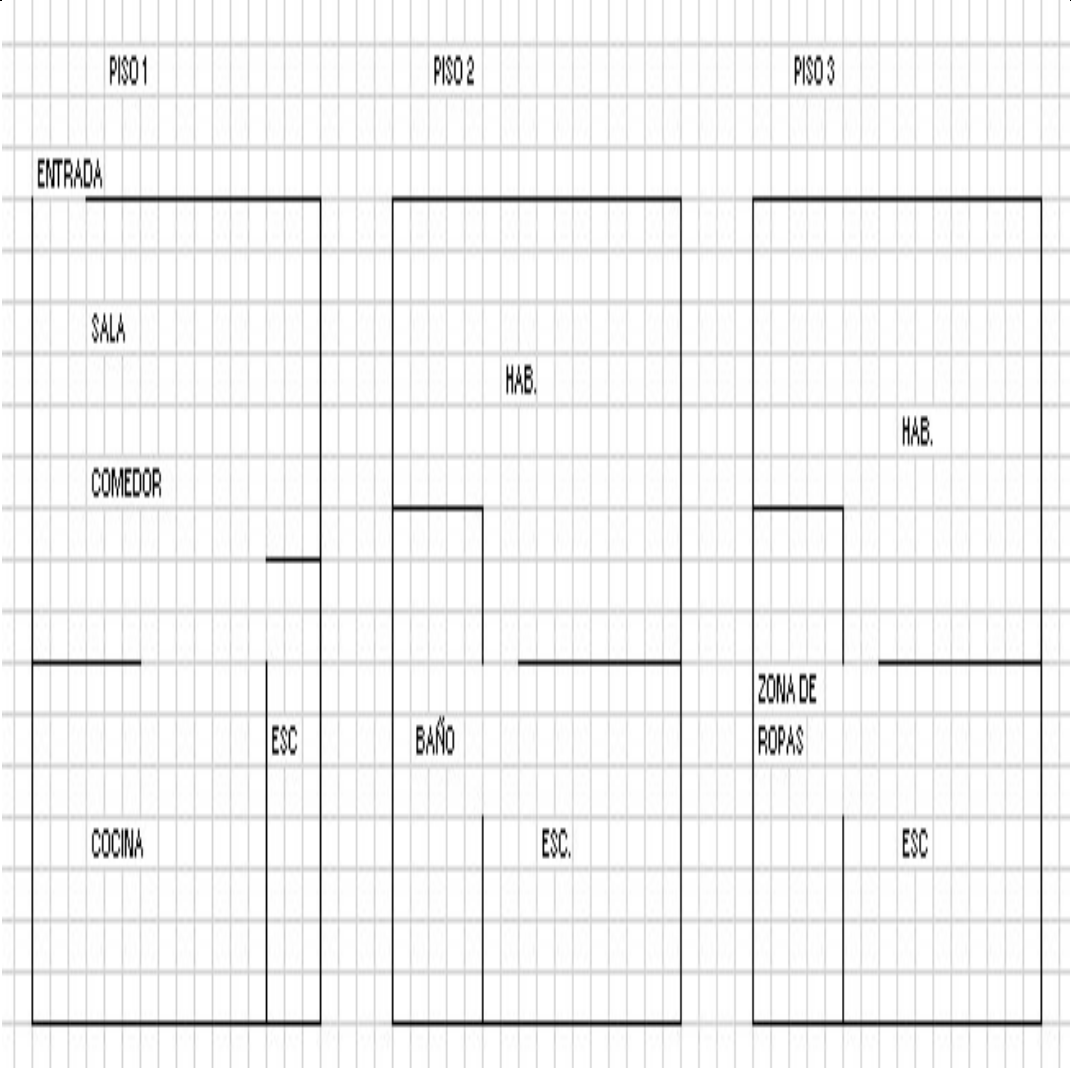 PISO 1
PISO 2
PISO 3
ENTRADA
SALA
COMEDOR
ESC
COCINA
HAB.
BAÑO
ESC.
HAB.
ZONA DE
ROPAS
ESC